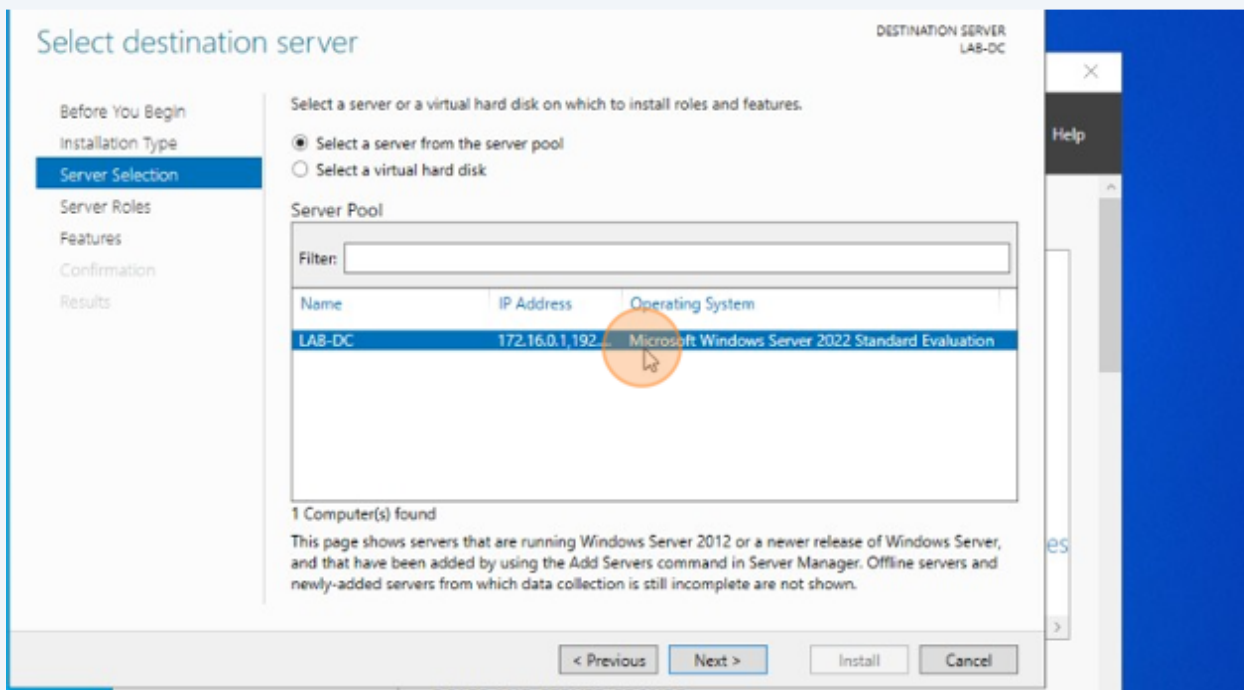 Select destination server
DESTINATION SERVER
LAB-DC
Help
Before You Begin
Installation Type
Server Selection
Server Roles
Features
Confirmation
Results
Select a server or a virtual hard disk on which to install roles and features.
Select a server from the server pool
Select a virtual hard disk
Server Pool
Filter:
Name IP Address Operating System
LAB-DC 172.16.0.1,192... Microsoft Windows Server 2022 Standard Evaluation
1 Computer(s) found
This page shows servers that are running Windows Server 2012 or a newer release of Windows Server,
and that have been added by using the Add Servers command in Server Manager. Offline servers and
newly-added servers from which data collection is still incomplete are not shown.
es
< Previous Next > Install Cancel